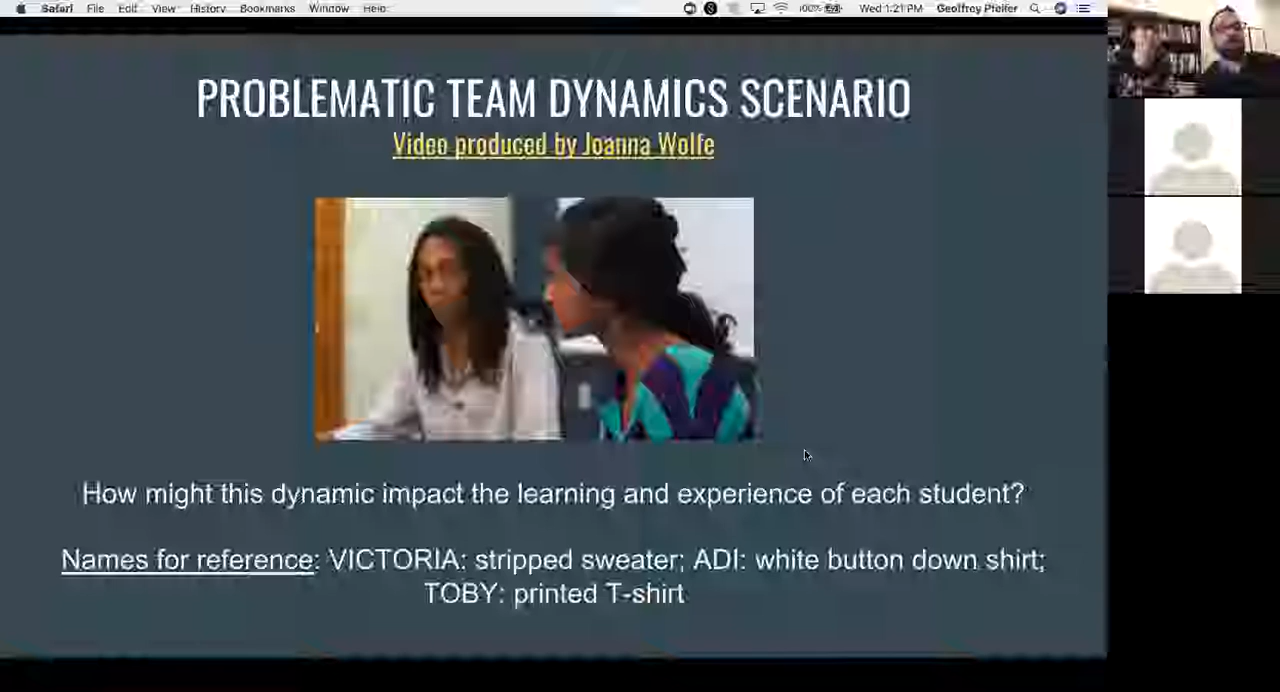 Safari File Edit View History Bookmarks Window Help 100% Wed 1:21 PM Geoffrey Pfeifer
PROBLEMATIC TEAM DYNAMICS SCENARIO
Video produced by Joanna Wolfe
How might this dynamic impact the learning and experience of each student?
Names for reference: VICTORIA: stripped sweater; ADI: white button down shirt;
TOBY: printed T-shirt